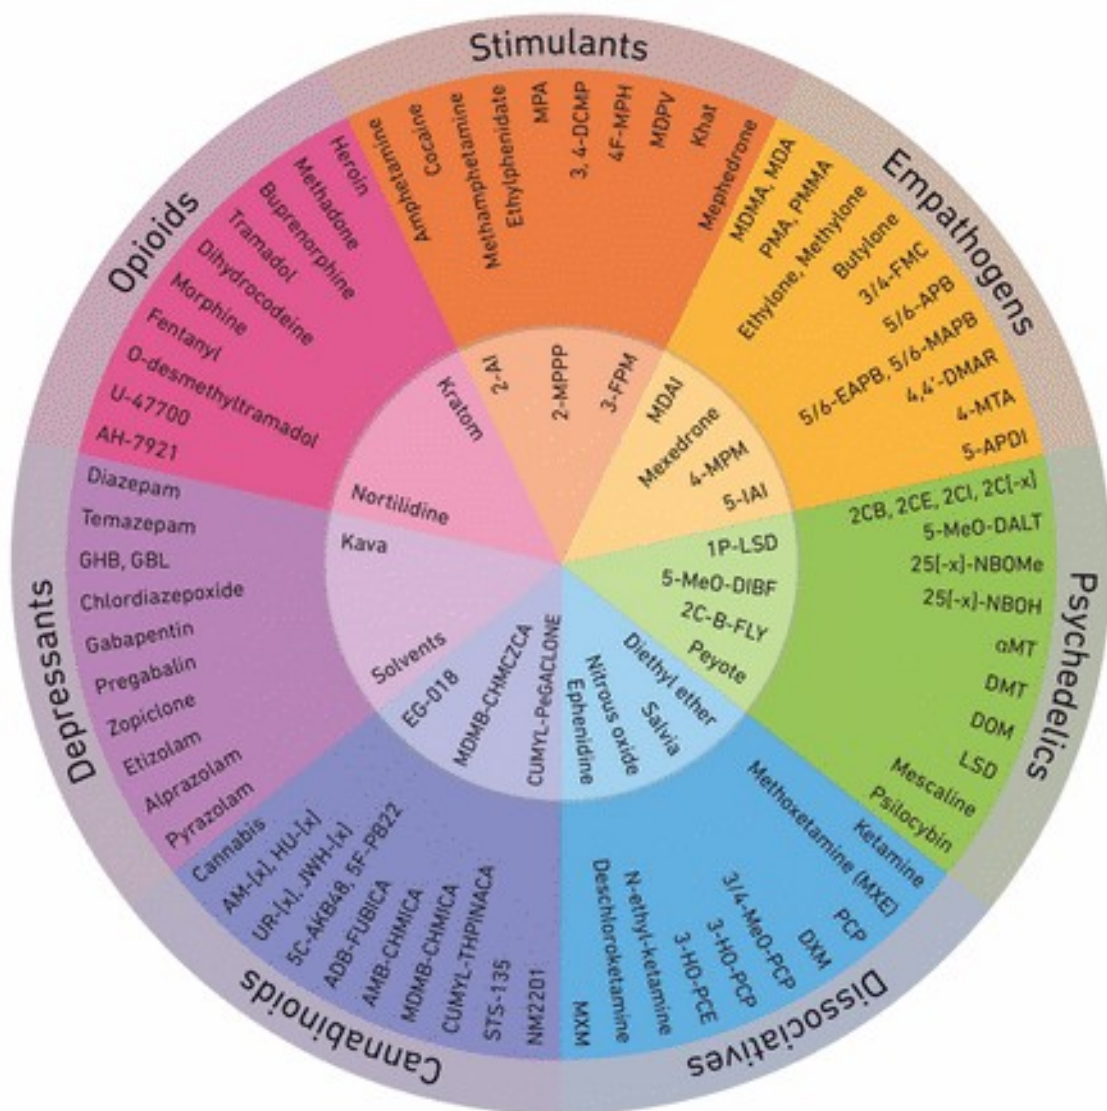 Stimulants
Amphetamine
Cocaine
Methamphetamine
Ethylphenidate
MPA
3, 4-DCMP
4F-MPH
MDPV
Khat
Mephedrone
2-AI
2-MPPP
3-FPM
Empathogens
MDMA, MDA
PMA, PMMA
Ethylone, Methylone
Butylone
3/4-FMC
5/6-APB
5/6-EAPB, 5/6-MAPB
4,4'-DMAR
4-MTA
5-APDI
MDAI
Mexedrone
4-MPM
5-IAI
Psychedelics
2CB, 2CE, 2CI, 2C[-x]
5-MeO-DALT
25[-x]-NBOMe
25[-x]-NBOH
αMT
DMT
DOM
LSD
Mescaline
Psilocybin
1P-LSD
5-MeO-DIBF
2C-B-FLY
Peyote
Dissociatives
Ketamine
Methoxetamine (MXE)
PCP
DXM
3/4-MeO-PCP
3-HO-PCP
3-HO-PCE
N-ethyl-ketamine
Deschloroketamine
MXM
Diethyl ether
Salvia
Nitrous oxide
Ephenidine
Cannabinoids
NM2201
STS-135
CUMYL-THPINACA
MDMB-CHMICA
AMB-CHMICA
ADB-FUBICA
5C-AKB48, 5F-PB22
UR-[x], JWH-[x]
AM-[x], HU-[x]
Cannabis
CUMYL-PeGACLONE
MDMB-CHMCZCA
EG-018
Depressants
Diazepam
Temazepam
GHB, GBL
Chlordiazepoxide
Gabapentin
Pregabalin
Zopiclone
Etizolam
Alprazolam
Pyrazolam
Kava
Solvents
Opioids
Heroin
Methadone
Buprenorphine
Tramadol
Dihydrocodeine
Morphine
Fentanyl
O-desmethyltramadol
U-47700
AH-7921
Kratom
Nortilidine